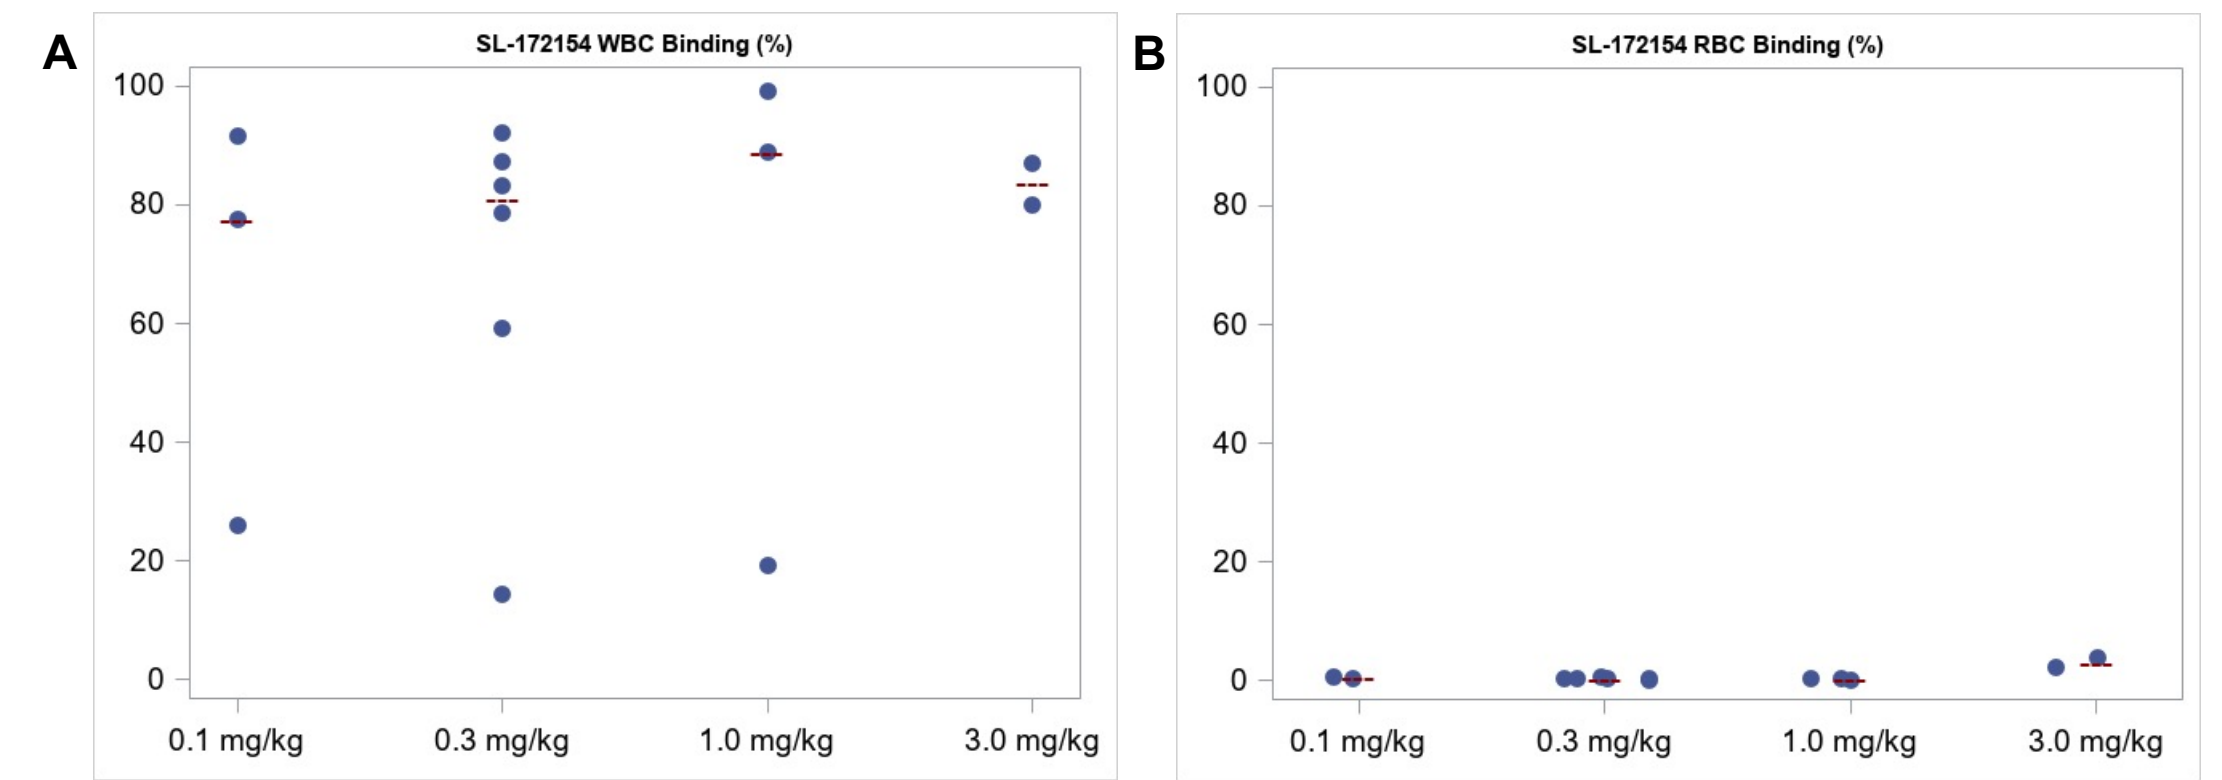 A
SL-172154 WBC Binding (%)
100
80
60
40
20
0
0.1 mg/kg
0.3 mg/kg
1.0 mg/kg
3.0 mg/kg
B
SL-172154 RBC Binding (%)
100
80
60
40
20
0
0.1 mg/kg
0.3 mg/kg
1.0 mg/kg
3.0 mg/kg